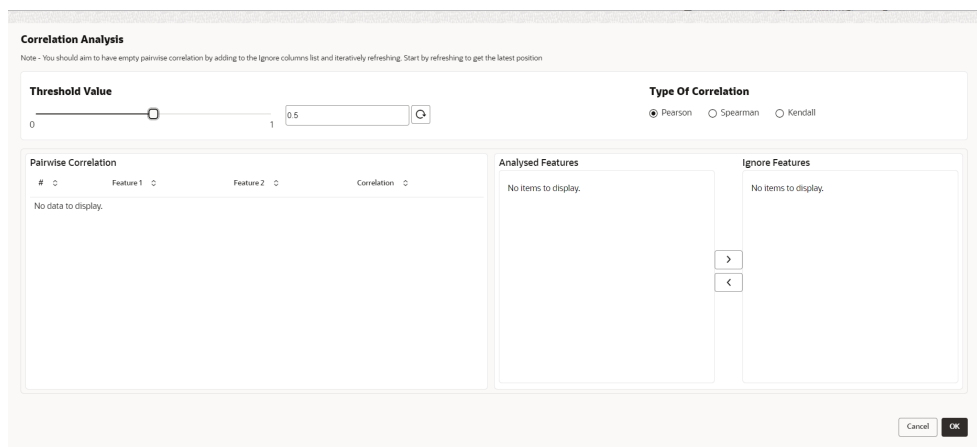 Correlation Analysis
Note - You should aim to have empty pairwise correlation by adding to the Ignore columns list and iteratively refreshing. Start by refreshing to get the latest position
Threshold Value
0
1
0.5
Type Of Correlation
Pearson Spearman Kendall
Pairwise Correlation
# Feature 1 Feature 2 Correlation
No data to display.
Analysed Features
No items to display.
Ignore Features
No items to display.
Cancel OK